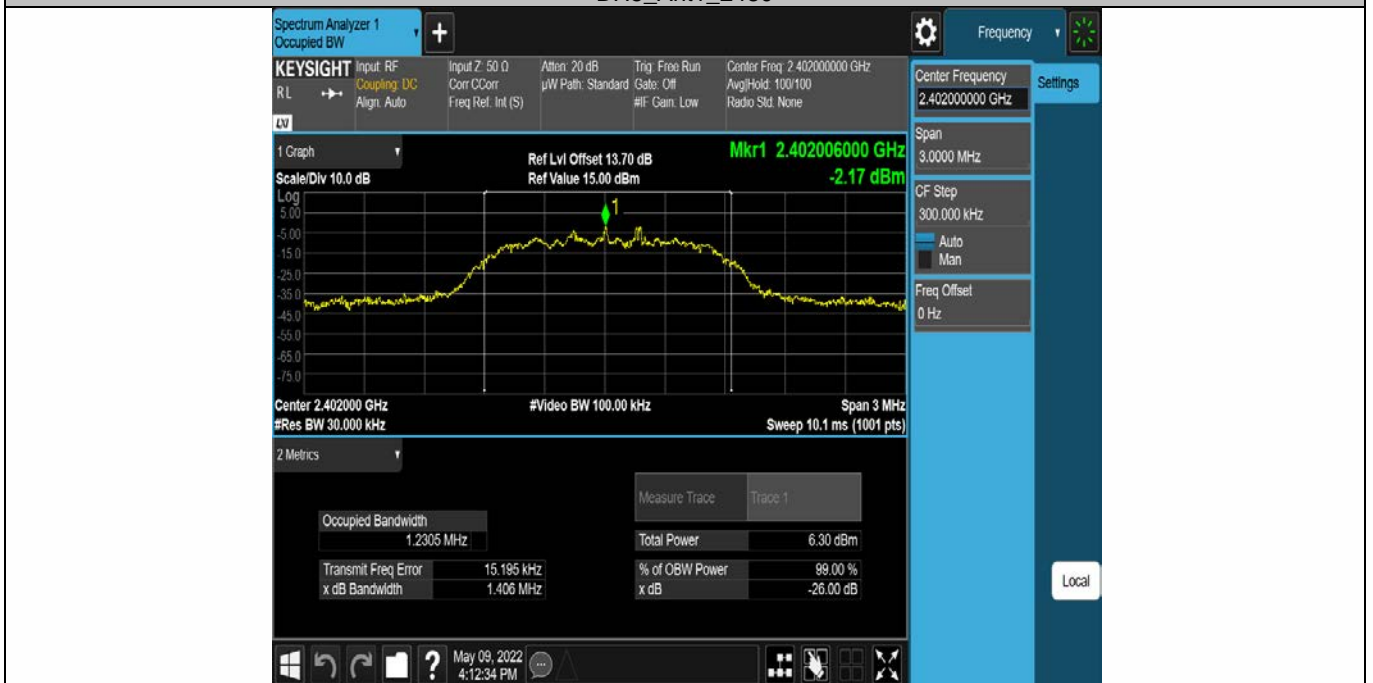 Spectrum Analyzer 1
Occupied BW
+
Frequency
KEYSIGHT
RL
LXI
Input: RF
Coupling: DC
Align: Auto
Input Z: 50 Ω
Corr CCorr
Freq Ref: Int (S)
Atten: 20 dB
µW Path: Standard
Trig: Free Run
Gate: Off
#IF Gain: Low
Center Freq: 2.402000000 GHz
Avg|Hold: 100/100
Radio Std: None
Center Frequency
2.402000000 GHz
Settings
Span
3.0000 MHz
CF Step
300.000 kHz
Auto
Man
Freq Offset
0 Hz
Local
1 Graph
Scale/Div 10.0 dB
Ref Lvl Offset 13.70 dB
Ref Value 15.00 dBm
Mkr1 2.402006000 GHz
-2.17 dBm
Log
5.00
-5.00
-15.0
-25.0
-35.0
-45.0
-55.0
-65.0
-75.0
1
Center 2.402000 GHz
#Video BW 100.00 kHz
Span 3 MHz
#Res BW 30.000 kHz
Sweep 10.1 ms (1001 pts)
2 Metrics
Measure Trace Trace 1
Occupied Bandwidth
1.2305 MHz
Total Power 6.30 dBm
Transmit Freq Error 15.195 kHz
% of OBW Power 99.00 %
x dB Bandwidth 1.406 MHz
x dB -26.00 dB
?
May 09, 2022
4:12:34 PM